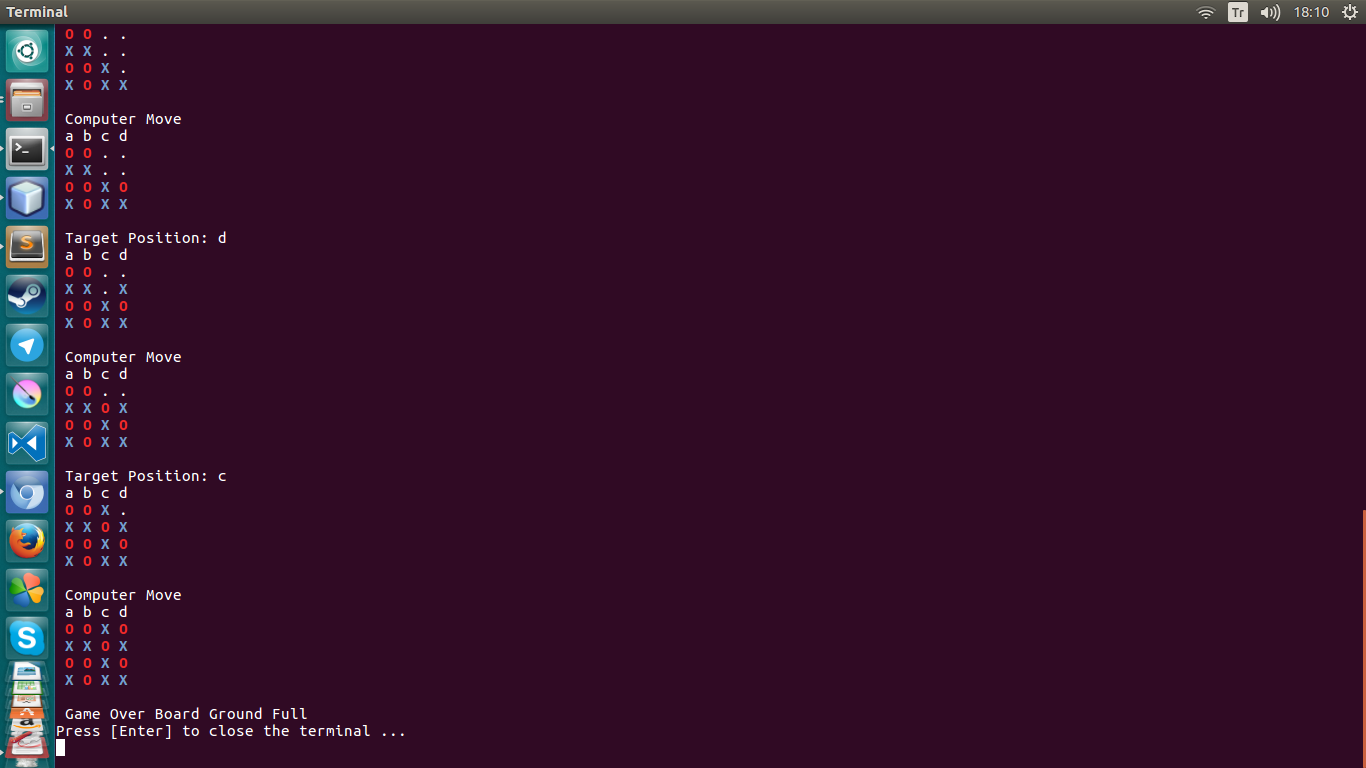 Terminal
Tr
18:10
O O . .
X X . .
O O X .
X O X X
Computer Move
a b c d
O O . .
X X . .
O O X O
X O X X
Target Position: d
a b c d
O O . .
X X . X
O O X O
X O X X
Computer Move
a b c d
O O . .
X X O X
O O X O
X O X X
Target Position: c
a b c d
O O X .
X X O X
O O X O
X O X X
Computer Move
a b c d
O O X O
X X O X
O O X O
X O X X
Game Over Board Ground Full
Press [Enter] to close the terminal ...